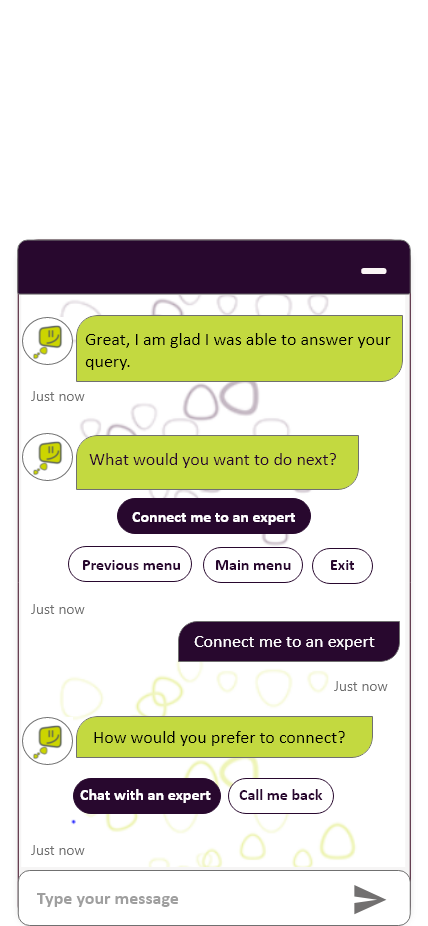 Great, I am glad I was able to answer your
query.
Just now
What would you want to do next?
Connect me to an expert
Previous menu
Main menu
Exit
Just now
Connect me to an expert
Just now
How would you prefer to connect?
Chat with an expert
Call me back
Just now
Type your message